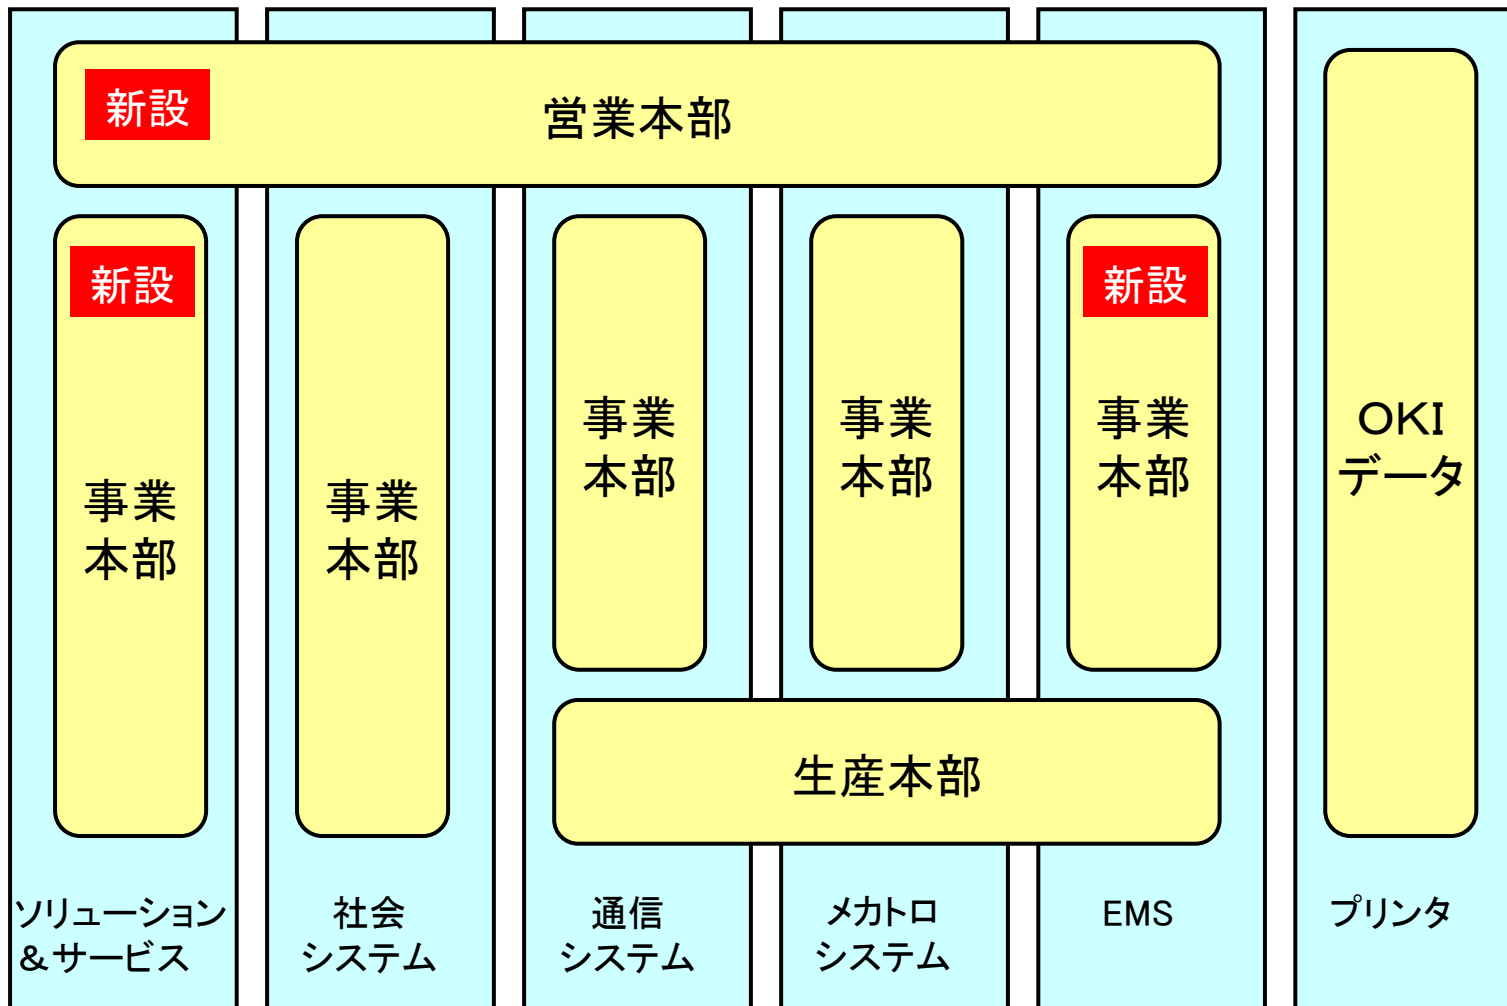 新設
営業本部
新設
事業
本部
事業
本部
事業
本部
事業
本部
新設
事業
本部
OKI
データ
生産本部
ソリューション
&サービス
社会
システム
通信
システム
メカトロ
システム
EMS
プリンタ